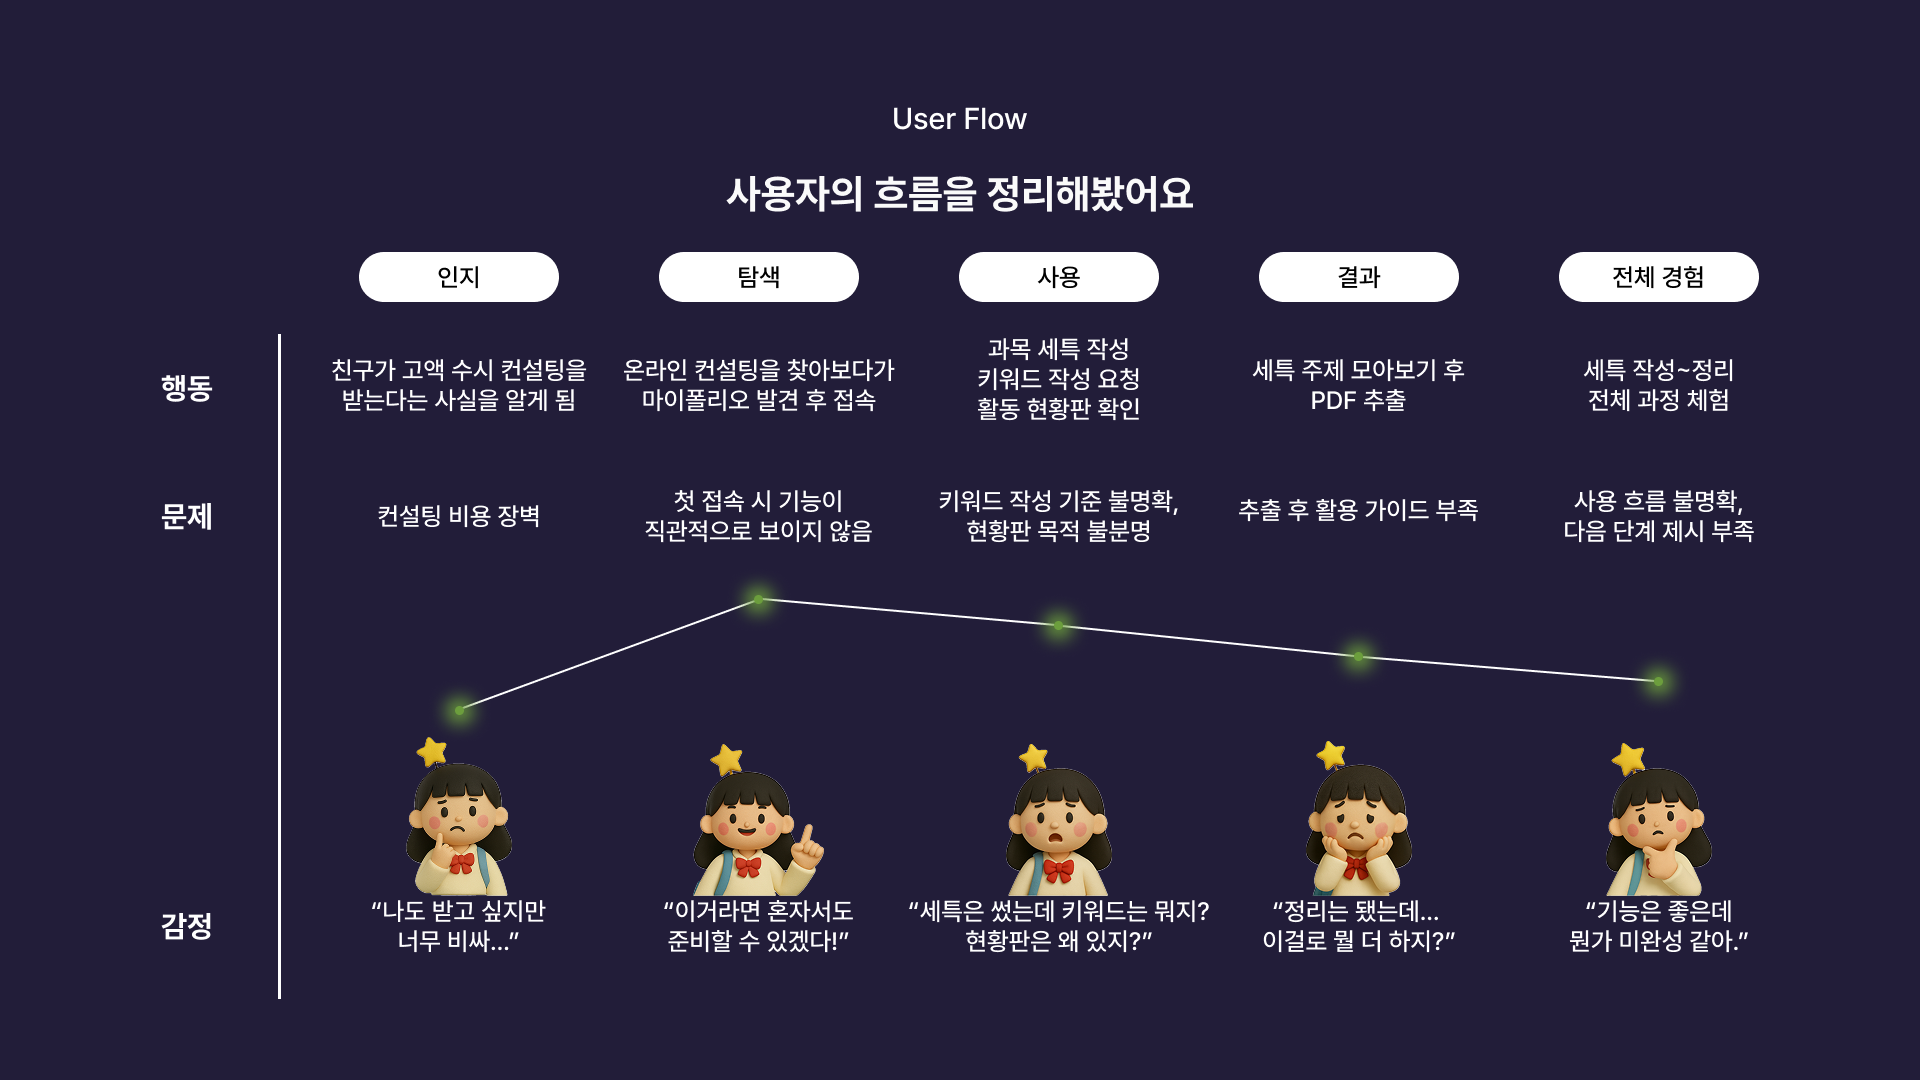 User Flow
사용자의 흐름을 정리해봤어요
인지
탐색
사용
결과
전체 경험
행동
친구가 고액 수시 컨설팅을
받는다는 사실을 알게 됨
온라인 컨설팅을 찾아보다가
마이폴리오 발견 후 접속
과목 세특 작성
키워드 작성 요청
활동 현황판 확인
세특 주제 모아보기 후
PDF 추출
세특 작성~정리
전체 과정 체험
문제
컨설팅 비용 장벽
첫 접속 시 기능이
직관적으로 보이지 않음
키워드 작성 기준 불명확,
현황판 목적 불분명
추출 후 활용 가이드 부족
사용 흐름 불명확,
다음 단계 제시 부족
감정
“나도 받고 싶지만
너무 비싸...”
“이거라면 혼자서도
준비할 수 있겠다!”
“세특은 썼는데 키워드는 뭐지?
현황판은 왜 있지?”
“정리는 됐는데...
이걸로 뭘 더 하지?”
“기능은 좋은데
뭔가 미완성 같아.”